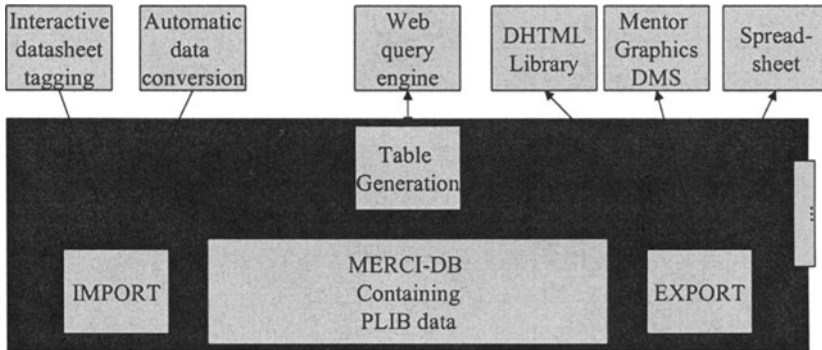 Interactive
datasheet
tagging
Automatic
data
conversion
Web
query
engine
DHTML
Library
Mentor
Graphics
DMS
Spread-
sheet
Table
Generation
...
IMPORT
MERCI-DB
Containing
PLIB data
EXPORT